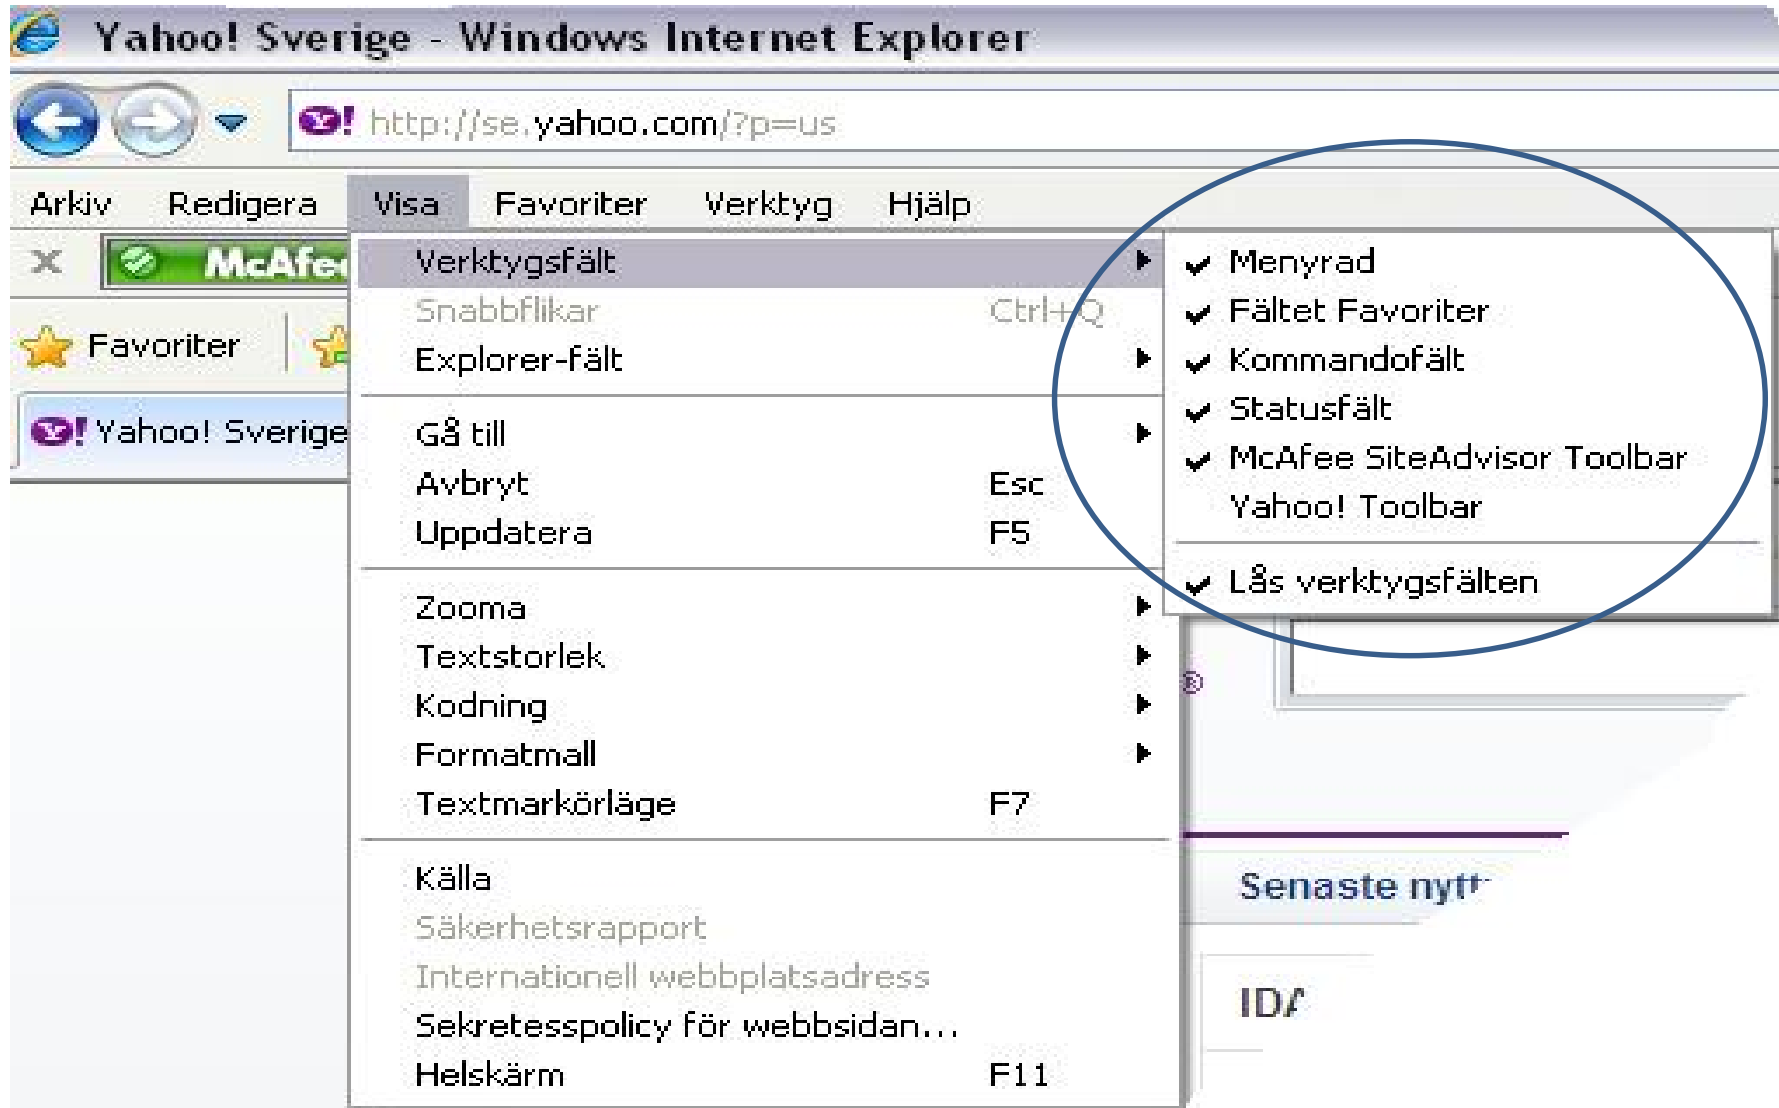 Yahoo! Sverige - Windows Internet Explorer
http://se.yahoo.com/?p=us
Arkiv Redigera Visa Favoriter Verktyg Hjälp
McAfee
Favoriter
Yahoo! Sverige
Verktygsfält
Snabbflikar Ctrl+Q
Explorer-fält
Gå till
Avbryt Esc
Uppdatera F5
Zooma
Textstorlek
Kodning
Formatmall
Textmarkörläge F7
Källa
Säkerhetsrapport
Internationell webbplatsadress
Sekretesspolicy för webbsidan...
Helskärm F11
Menyrad
Fältet Favoriter
Kommandofält
Statusfält
McAfee SiteAdvisor Toolbar
Yahoo! Toolbar
Lås verktygsfälten
®
Senaste nytt